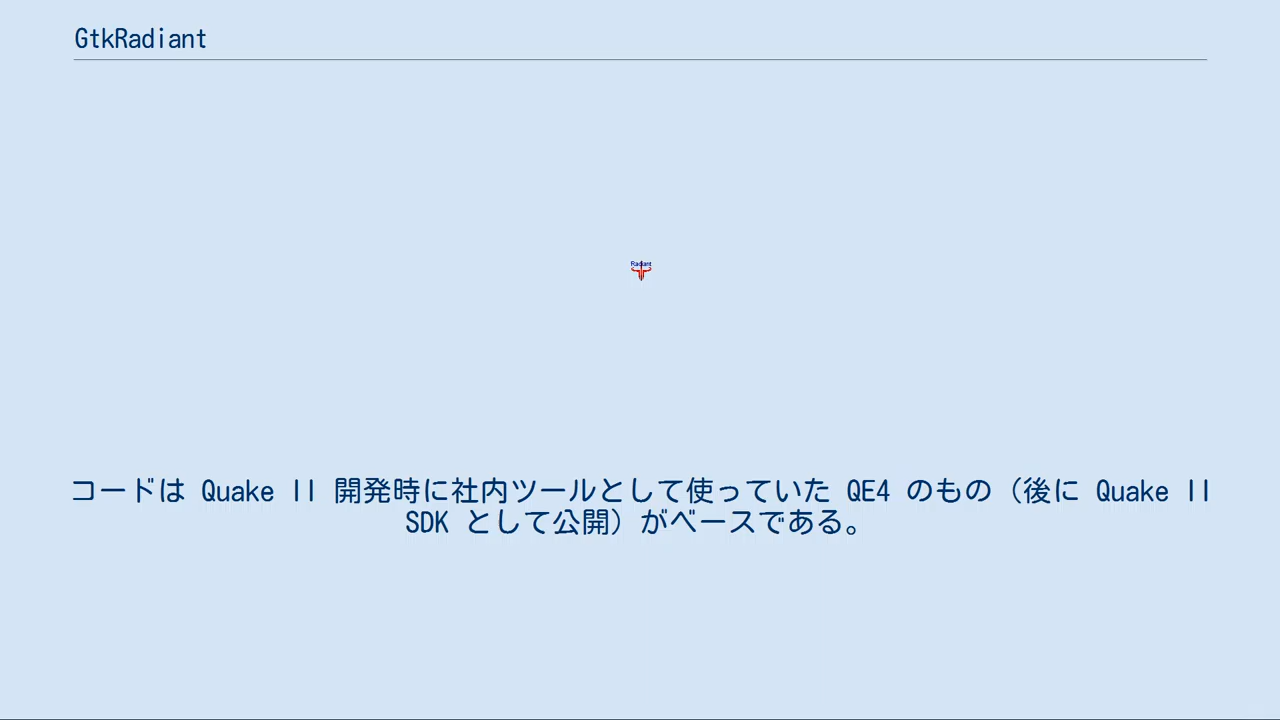 GtkRadiant
Radiant
コードは Quake II 開発時に社内ツールとして使っていた QE4 のもの（後に Quake II
SDK として公開）がベースである。